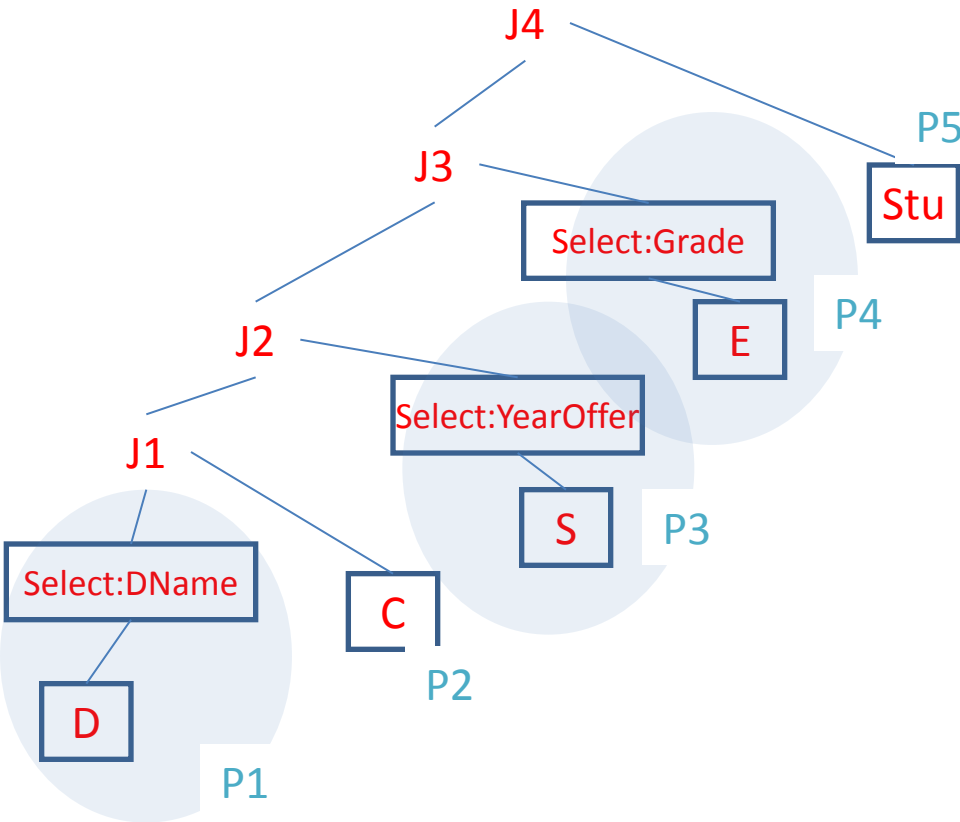 J4
P5
J3
Stu
Select:Grade
P4
E
J2
Select:YearOffer
J1
S
P3
Select:DName
C
P2
D
P1